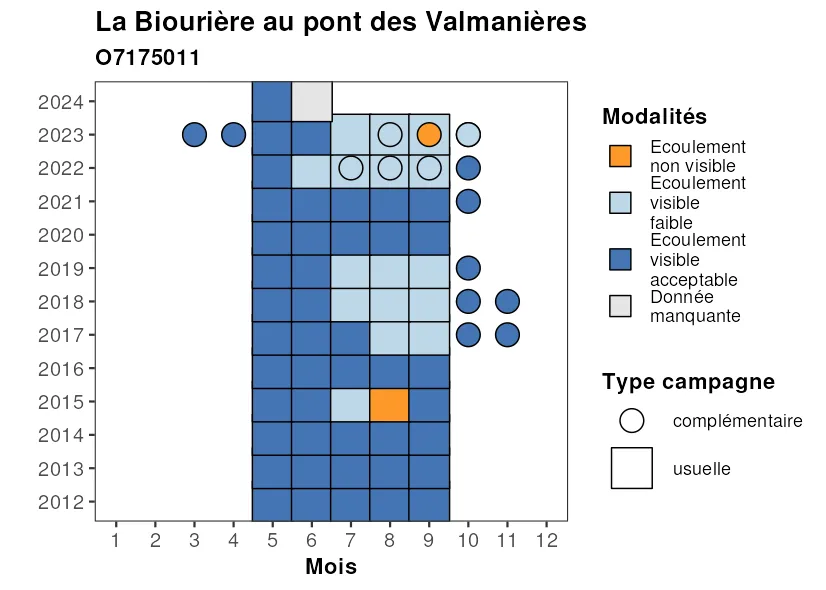 La Biourière au pont des Valmanières
O7175011
2024
2023
2022
2021
2020
2019
2018
2017
2016
2015
2014
2013
2012
1 2 3 4 5 6 7 8 9 10 11 12
Mois
Modalités
Ecoulement
non visible
Ecoulement
visible
faible
Ecoulement
visible
acceptable
Donnée
manquante
Type campagne
complémentaire
usuelle